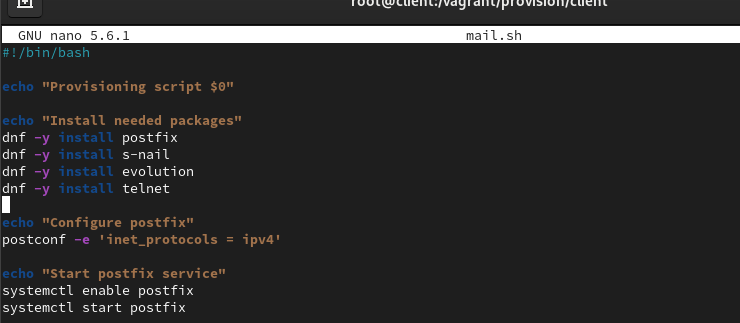 root@client:/vagrant/provision/client
GNU nano 5.6.1 mail.sh
#!/bin/bash
echo "Provisioning script $0"
echo "Install needed packages"
dnf -y install postfix
dnf -y install s-nail
dnf -y install evolution
dnf -y install telnet
echo "Configure postfix"
postconf -e 'inet_protocols = ipv4'
echo "Start postfix service"
systemctl enable postfix
systemctl start postfix